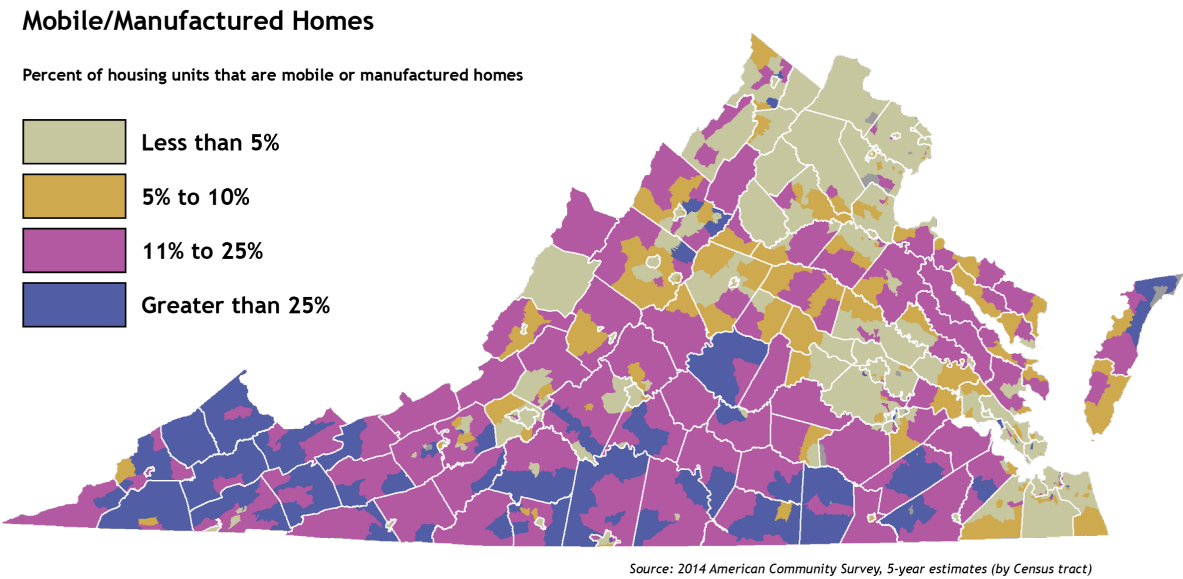 Mobile/Manufactured Homes
Percent of housing units that are mobile or manufactured homes
Less than 5%
5% to 10%
11% to 25%
Greater than 25%
Source: 2014 American Community Survey, 5-year estimates (by Census tract)